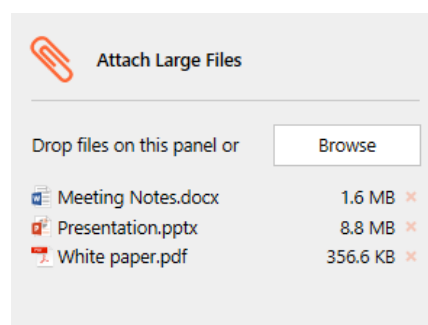 Attach Large Files
Drop files on this panel or Browse
Meeting Notes.docx 1.6 MB
Presentation.pptx 8.8 MB
White paper.pdf 356.6 KB